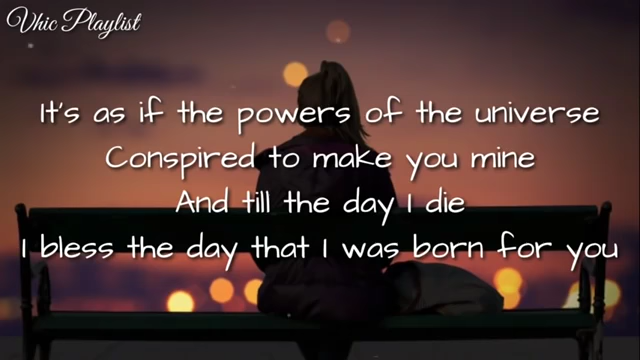 Vhic Playlist
It's as if the powers of the universe
Conspired to make you mine
And till the day I die
I bless the day that I was born for you